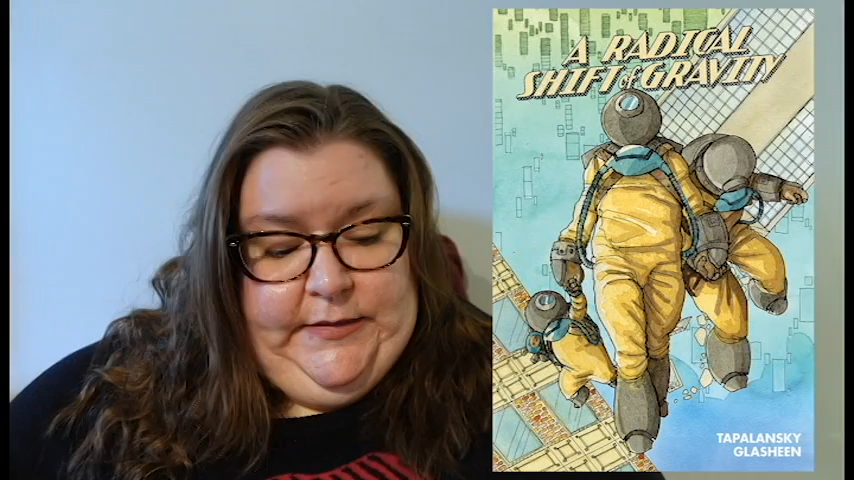 A RADICAL
SHIFT of GRAVITY
TAPALANSKY
GLASHEEN